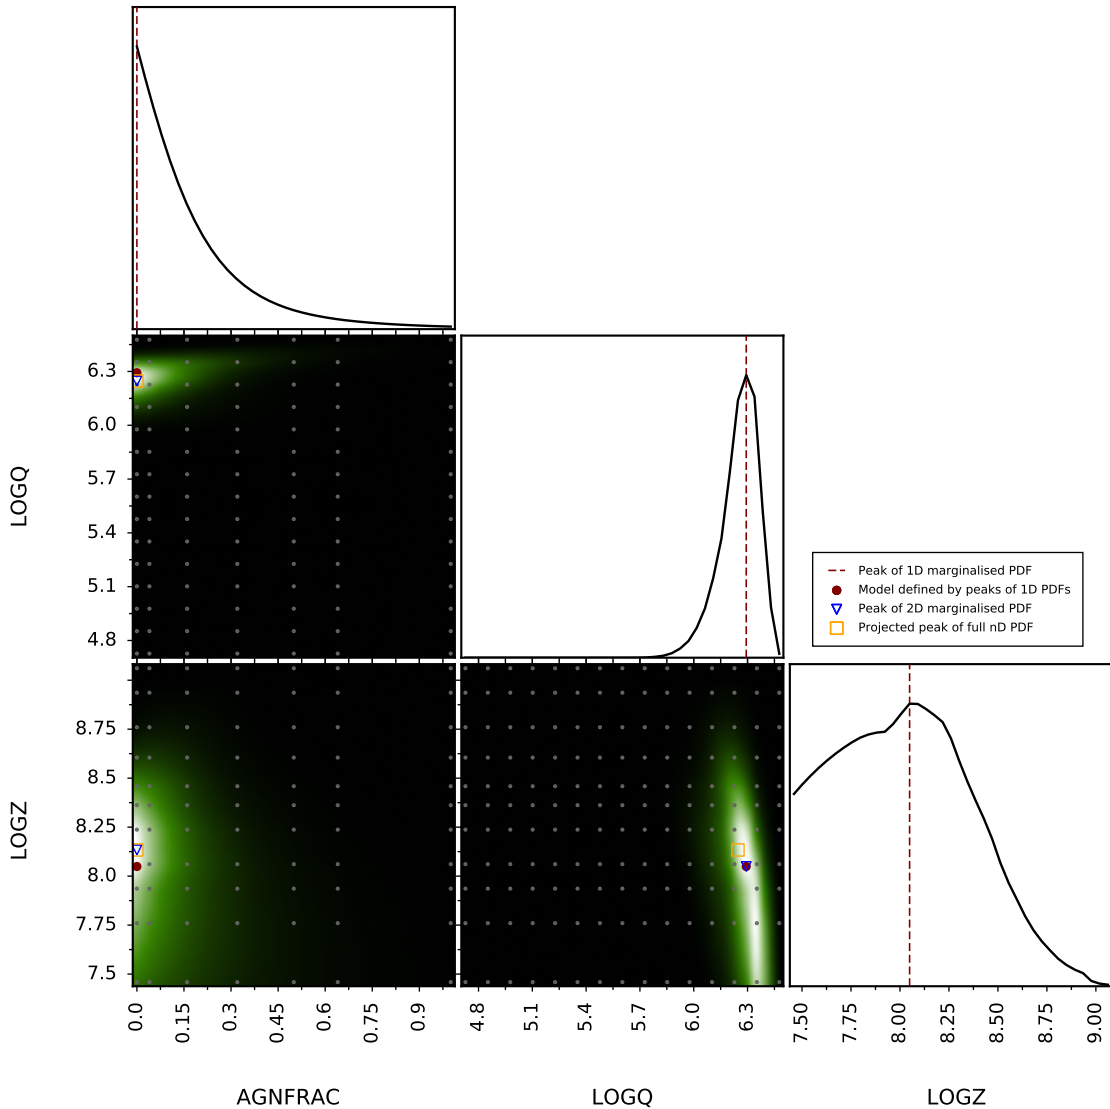 6.3
6.0
5.7
5.4
5.1
4.8
LOGQ
Peak of 1D marginalised PDF
Model defined by peaks of 1D PDFs
Peak of 2D marginalised PDF
Projected peak of full nD PDF
8.75
8.5
8.25
8.0
7.75
7.5
LOGZ
0.0 0.15 0.3 0.45 0.6 0.75 0.9
4.8 5.1 5.4 5.7 6.0 6.3
7.50 7.75 8.00 8.25 8.50 8.75 9.00
AGNFRAC LOGQ LOGZ